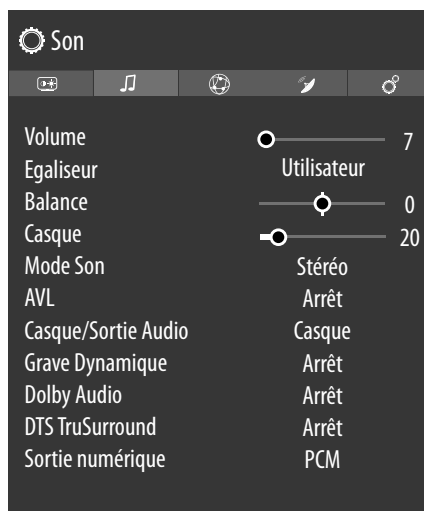 Son
Volume 7
Egaliseur Utilisateur
Balance 0
Casque 20
Mode Son Stéréo
AVL Arrêt
Casque/Sortie Audio Casque
Grave Dynamique Arrêt
Dolby Audio Arrêt
DTS TruSurround Arrêt
Sortie numérique PCM